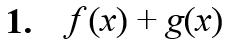 1. f(x) + g(x)